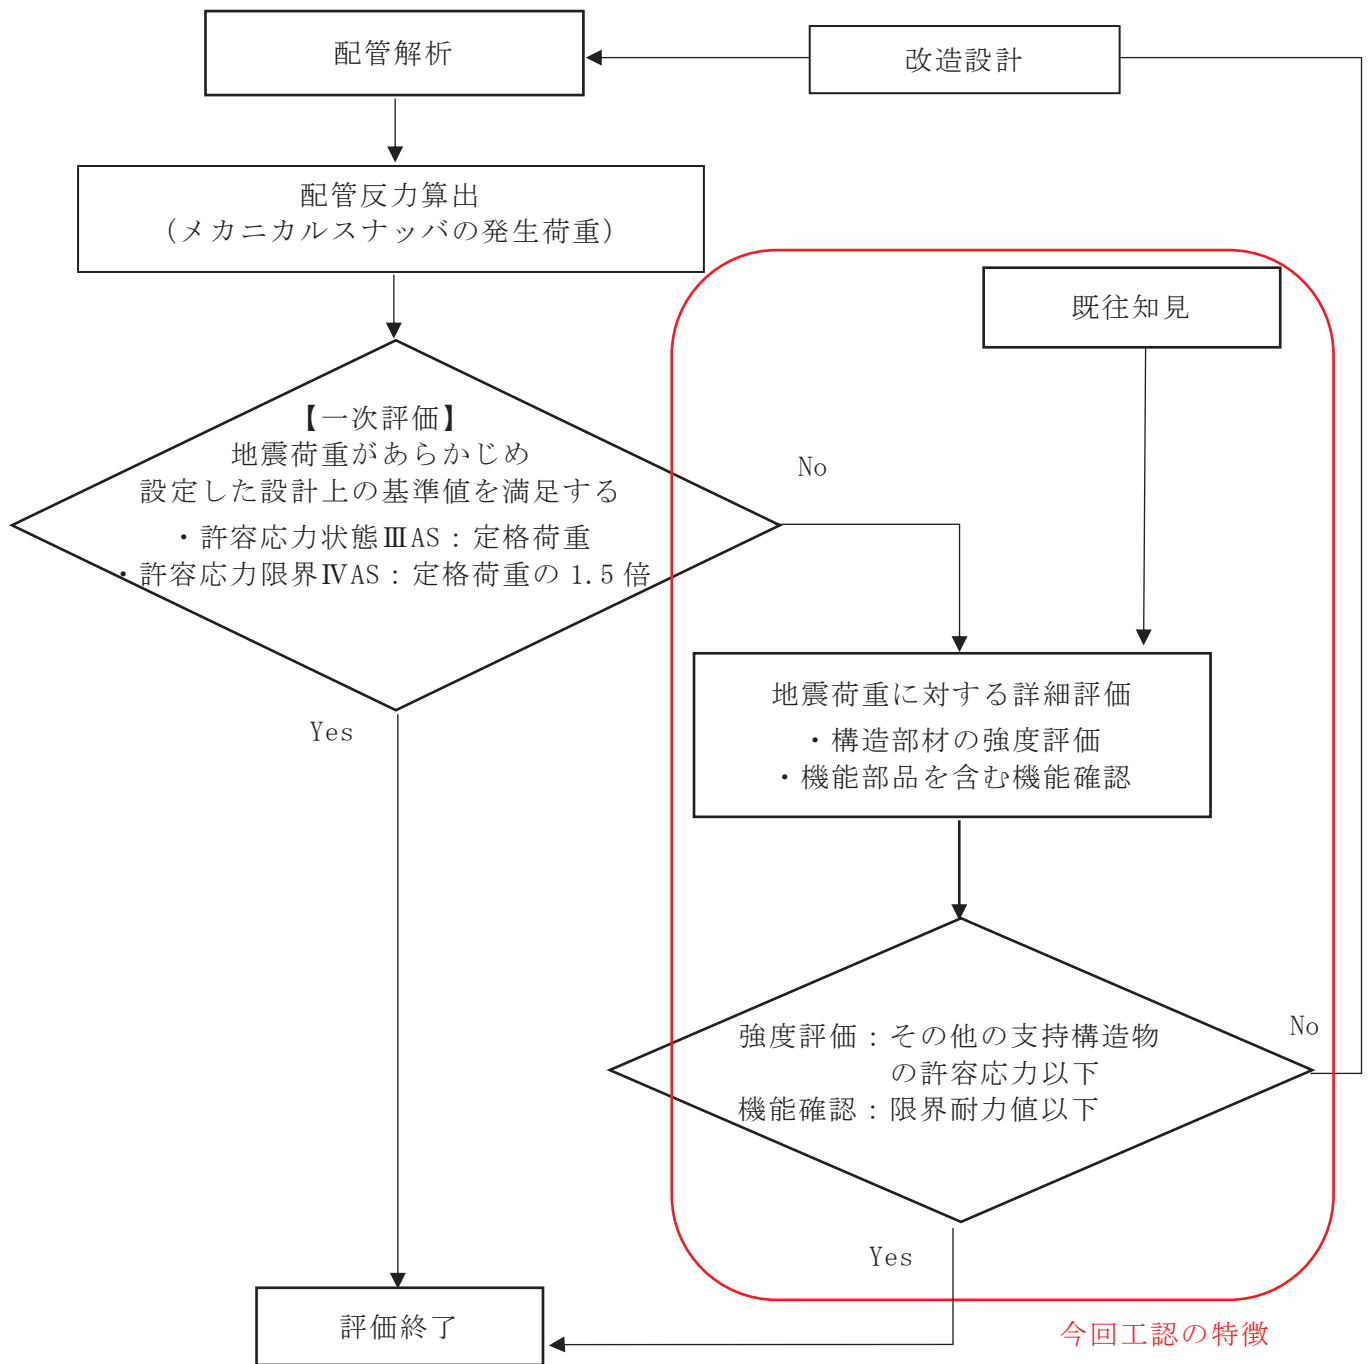 配管解析
改造設計
配管反力算出
（メカニカルスナッバの発生荷重）
既往知見
【一次評価】
地震荷重があらかじめ
設定した設計上の基準値を満足する
・許容応力状態ⅢAS：定格荷重
・許容応力限界ⅣAS：定格荷重の 1.5 倍
No
Yes
地震荷重に対する詳細評価
・構造部材の強度評価
・機能部品を含む機能確認
強度評価：その他の支持構造物
の許容応力以下
機能確認：限界耐力値以下
No
Yes
評価終了
今回工認の特徴